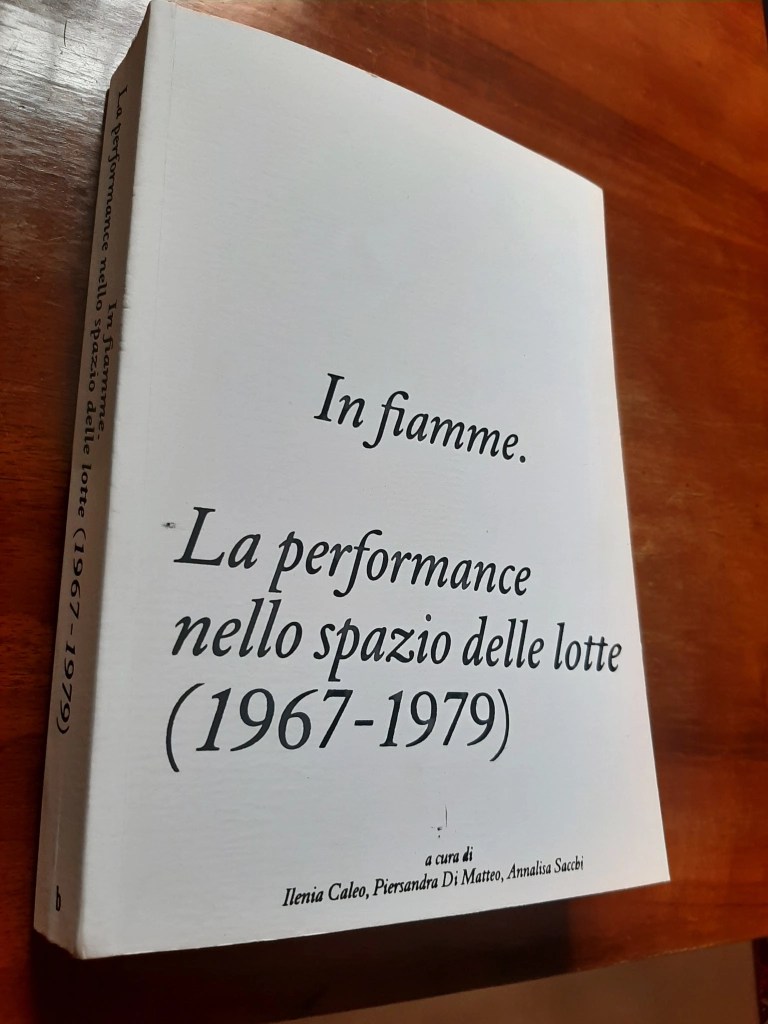 In fiamme.
La performance
nello spazio delle lotte
(1967-1979)
a cura di
Ilenia Caleo, Piersandra Di Matteo, Annalisa Sacchi
In fiamme.
La performance nello spazio delle lotte (1967-1979)
b